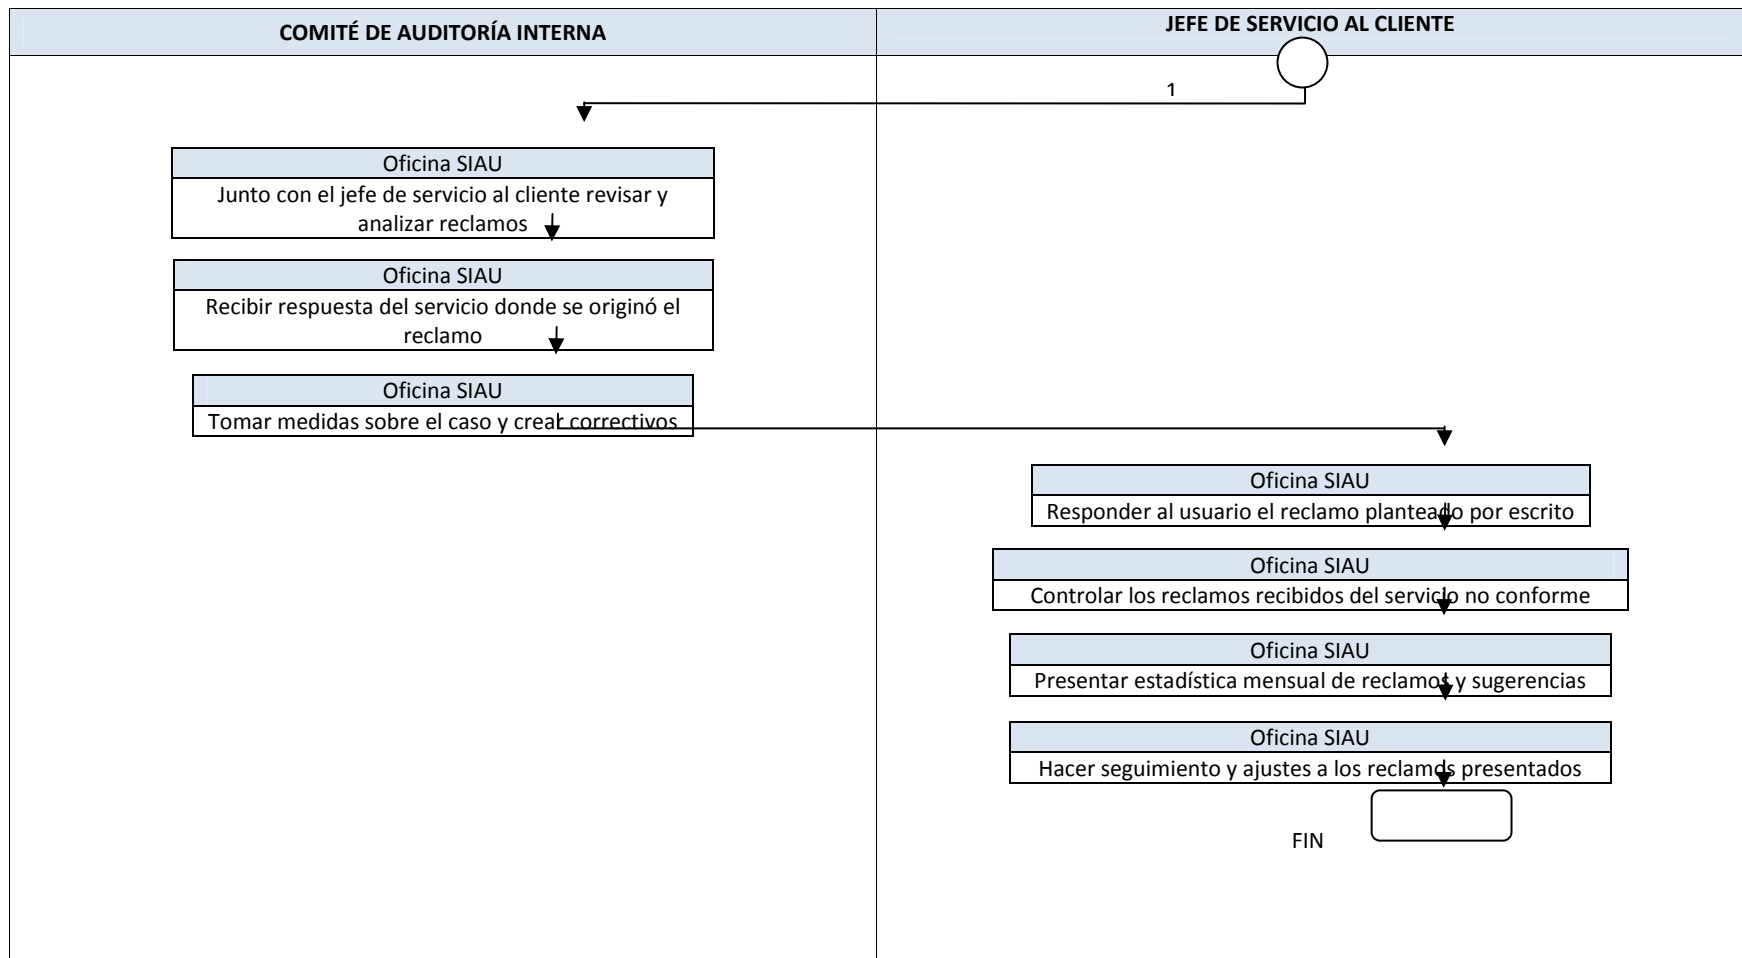 COMITÉ DE AUDITORÍA INTERNA
JEFE DE SERVICIO AL CLIENTE
1
Oficina SIAU
Junto con el jefe de servicio al cliente revisar y
analizar reclamos
Oficina SIAU
Recibir respuesta del servicio donde se originó el
reclamo
Oficina SIAU
Tomar medidas sobre el caso y crear correctivos
Oficina SIAU
Responder al usuario el reclamo planteado por escrito
Oficina SIAU
Controlar los reclamos recibidos del servicio no conforme
Oficina SIAU
Presentar estadística mensual de reclamos y sugerencias
Oficina SIAU
Hacer seguimiento y ajustes a los reclamos presentados
FIN